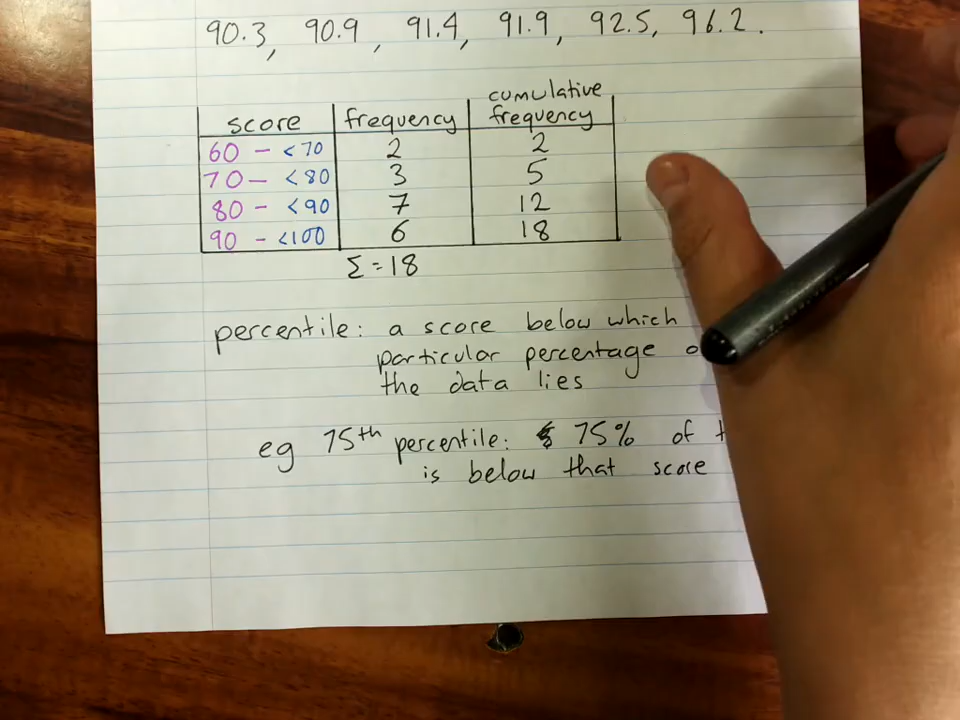 90.3, 90.9, 91.4, 91.9, 92.5, 96.2.
score frequency cumulative frequency
60 - <70 2 2
70 - <80 3 5
80 - <90 7 12
90 - <100 6 18
Σ = 18
percentile: a score below which
particular percentage
the data lies
eg 75th percentile: 75% of
is below that score